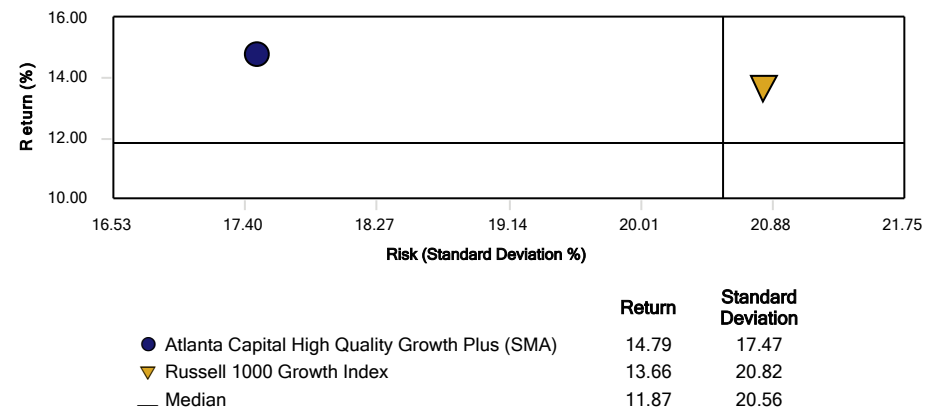 16.00
14.00
12.00
10.00
Return (%)
16.53 17.40 18.27 19.14 20.01 20.88 21.75
Risk (Standard Deviation %)
Return Standard Deviation
Atlanta Capital High Quality Growth Plus (SMA) 14.79 17.47
Russell 1000 Growth Index 13.66 20.82
Median 11.87 20.56